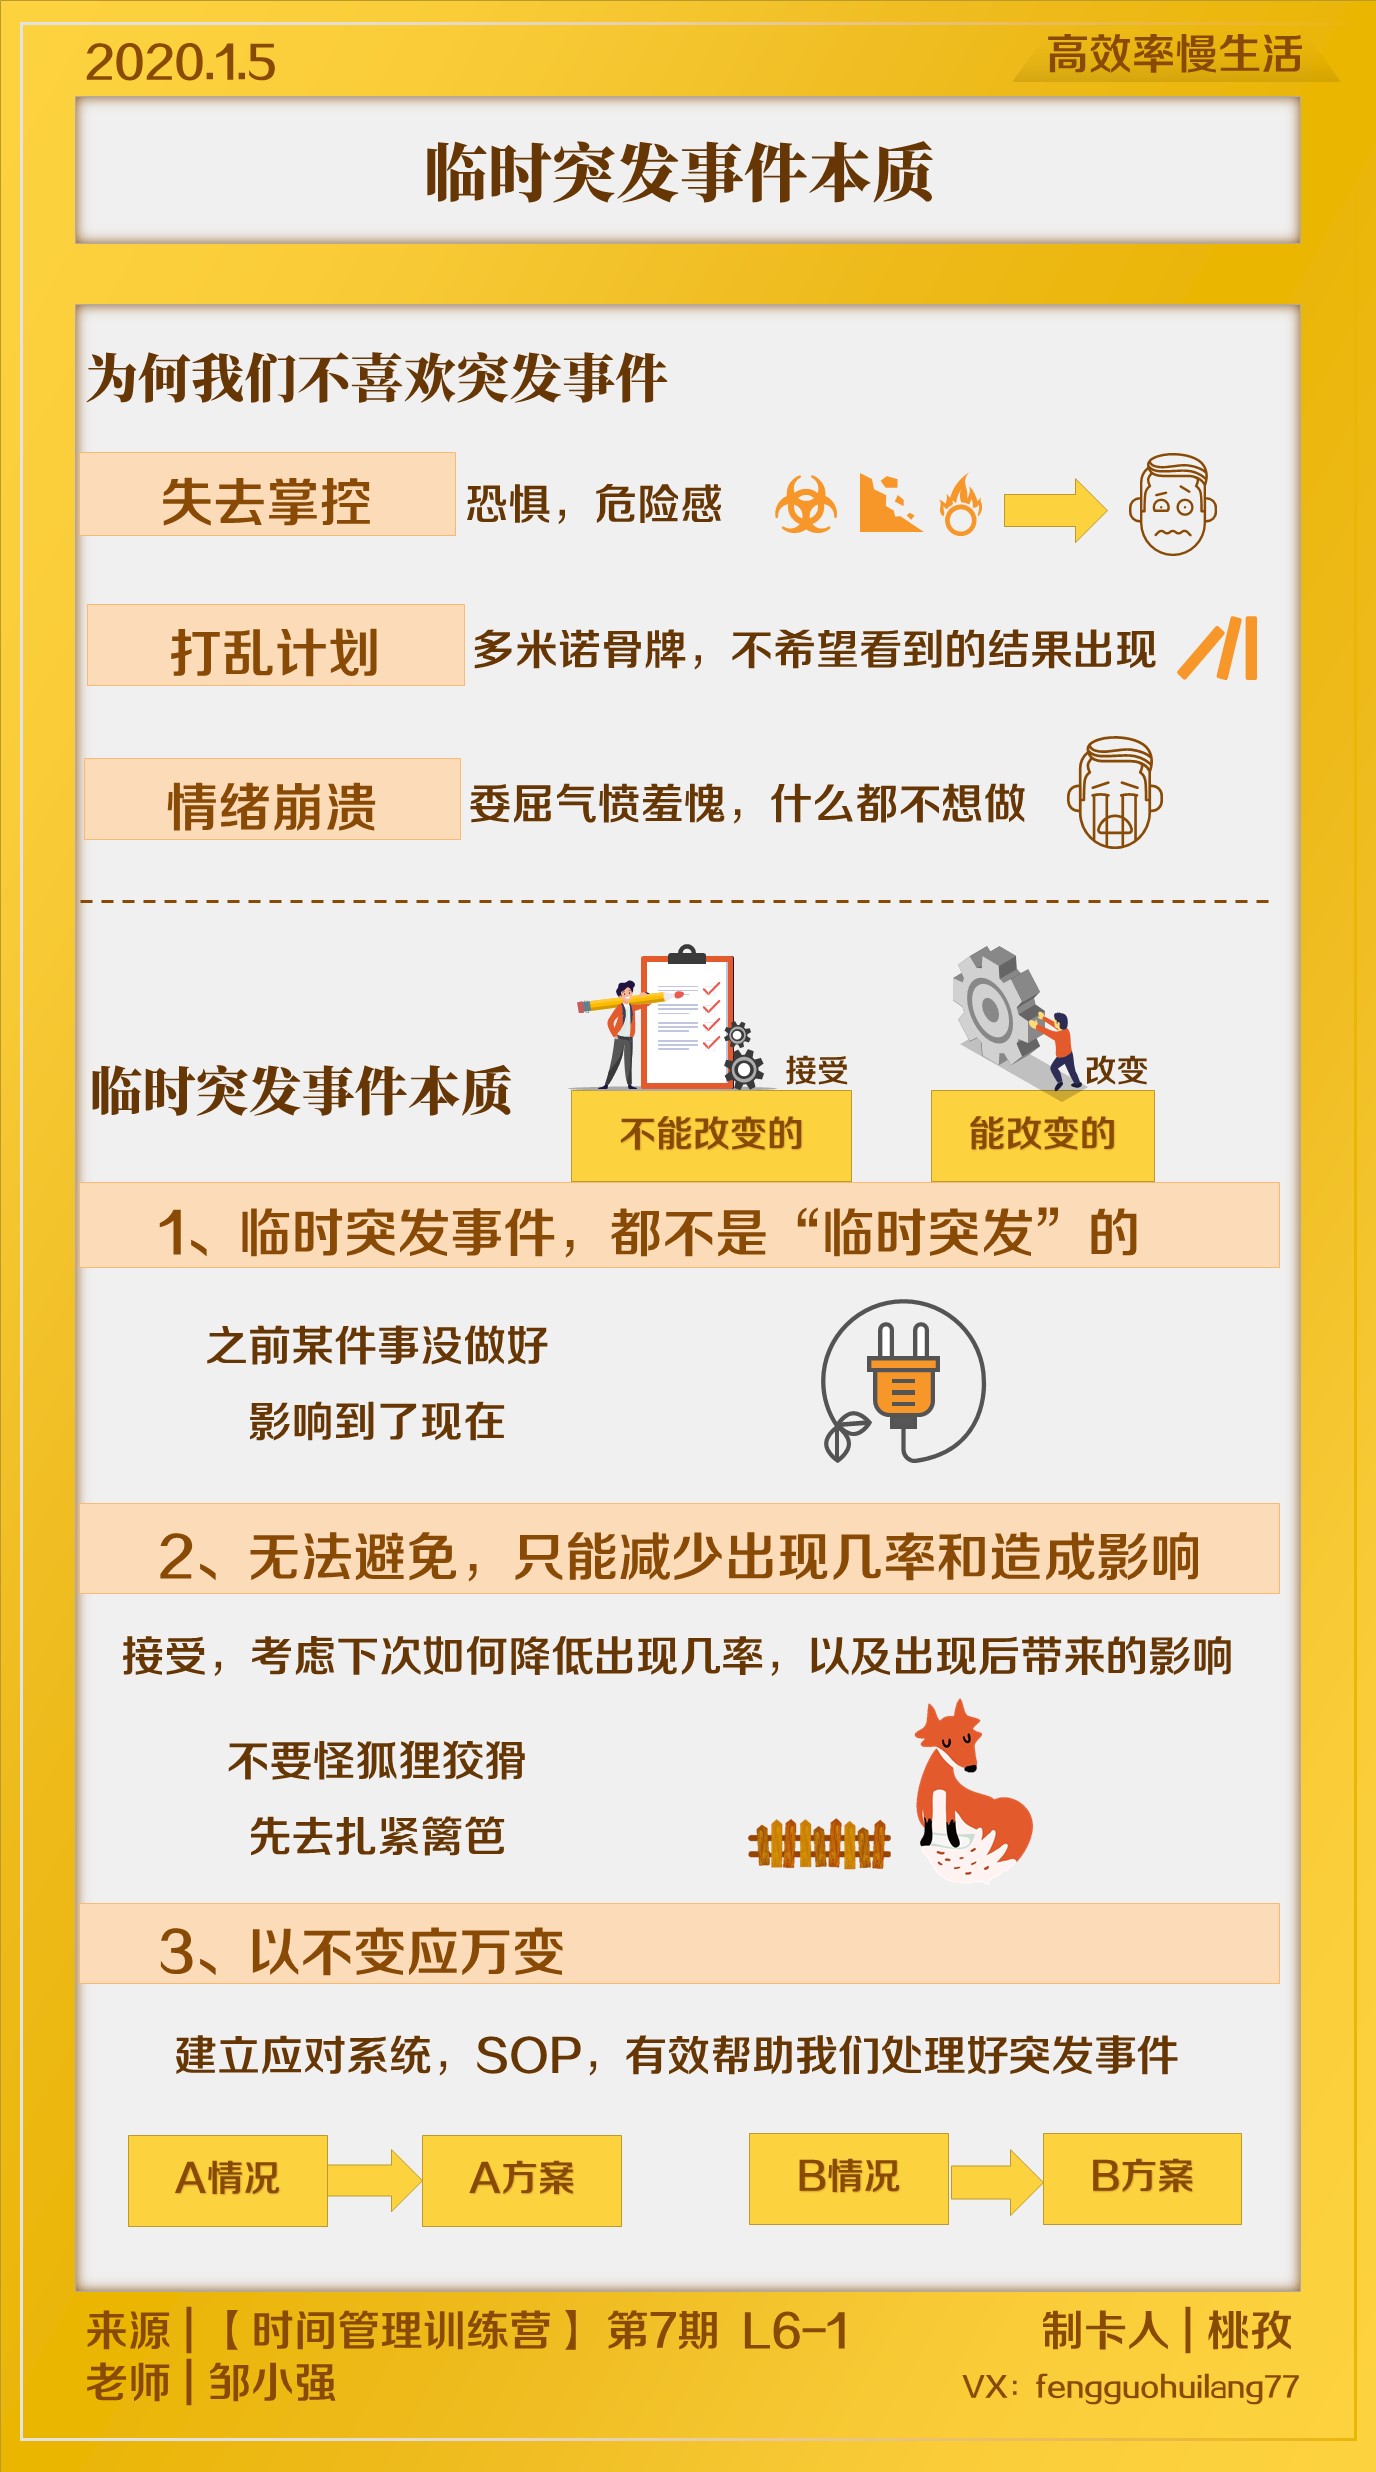 2020.1.5
高效率慢生活
临时突发事件本质
为何我们不喜欢突发事件
失去掌控
恐惧，危险感
打乱计划
多米诺骨牌，不希望看到的结果出现
情绪崩溃
委屈气愤羞愧，什么都不想做
临时突发事件本质
接受
不能改变的
改变
能改变的
1、临时突发事件，都不是“临时突发”的
之前某件事没做好
影响到了现在
2、无法避免，只能减少出现几率和造成影响
接受，考虑下次如何降低出现几率，以及出现后带来的影响
不要怪狐狸狡猾
先去扎紧篱笆
3、以不变应万变
建立应对系统，SOP，有效帮助我们处理好突发事件
A情况
A方案
B情况
B方案
来源|【时间管理训练营】第7期 L6-1
制卡人|桃孜
老师|邹小强
VX：fengguohuilang77